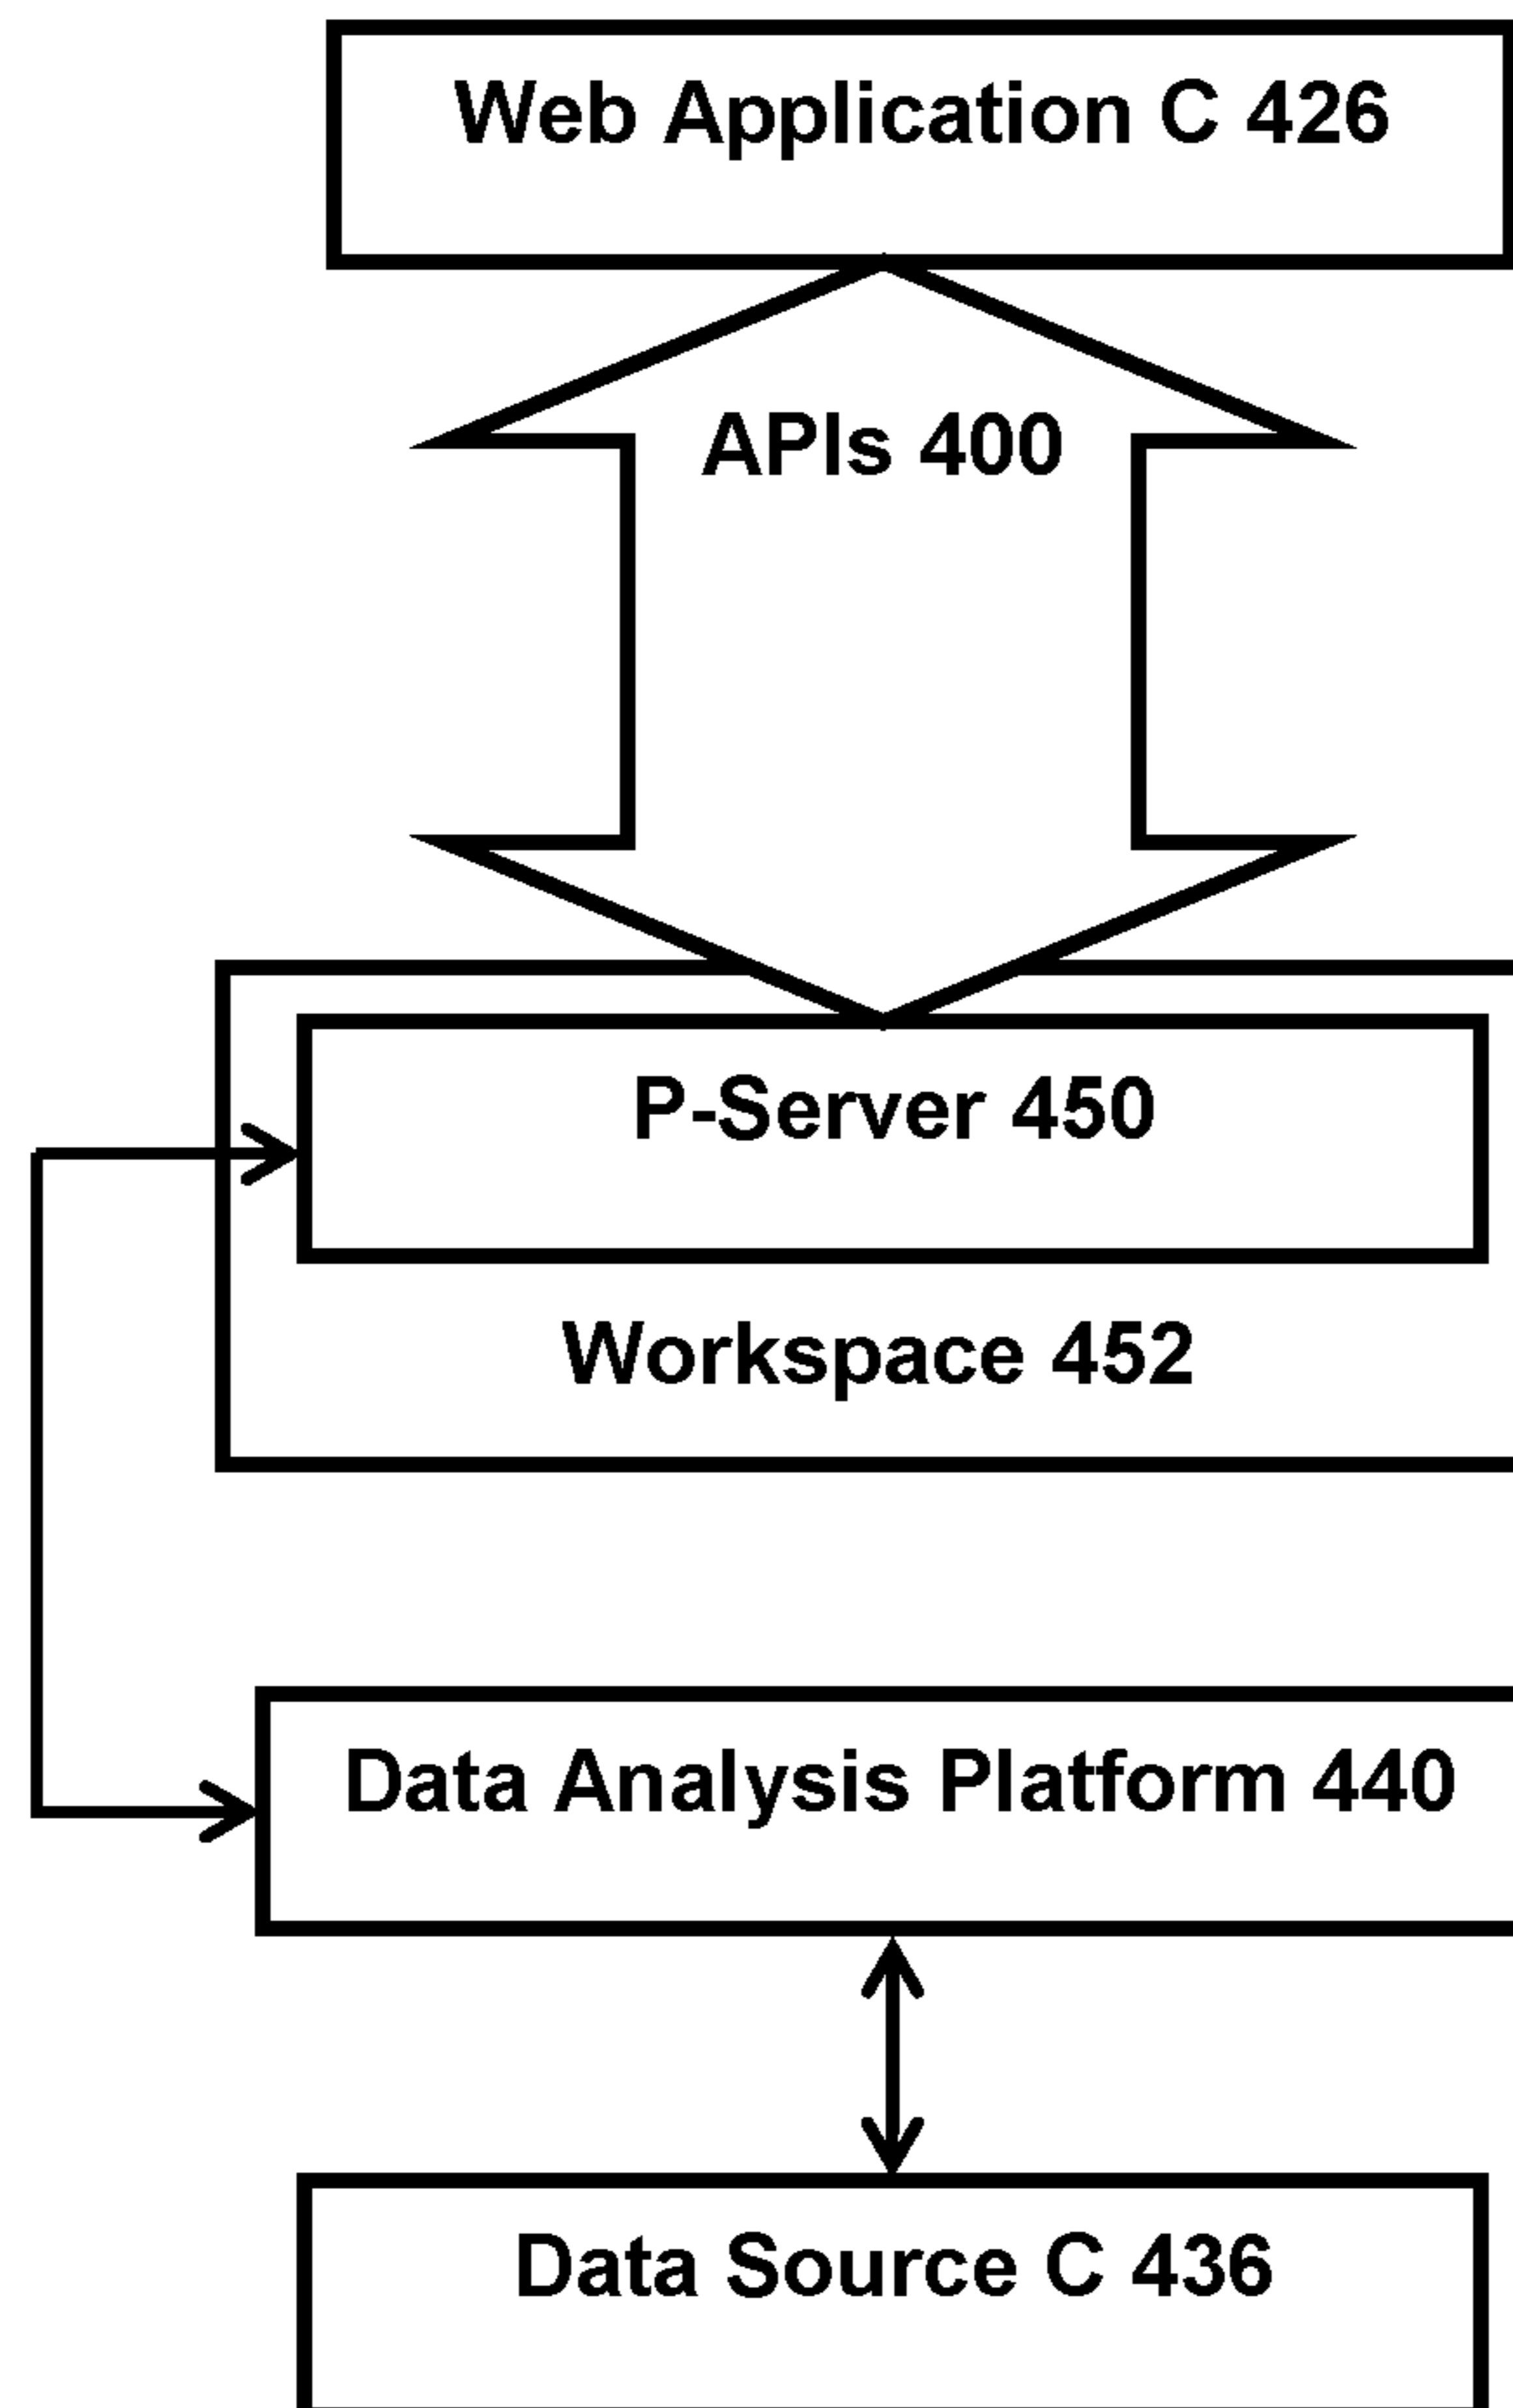 Web Application C 426
APIs 400
P-Server 450
Workspace 452
Data Analysis Platform 440
Data Source C 436